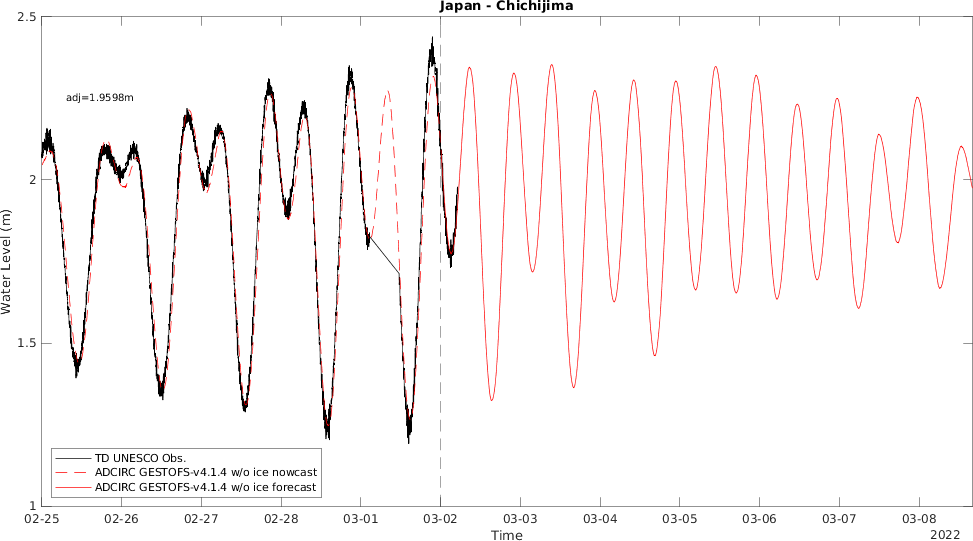 Japan - Chichijima
2.5
adj=1.9598m
2
Water Level (m)
1.5
TD UNESCO Obs.
ADCIRC GESTOFS-v4.1.4 w/o ice nowcast
ADCIRC GESTOFS-v4.1.4 w/o ice forecast
1
02-25 02-26 02-27 02-28 03-01 03-02 03-03 03-04 03-05 03-06 03-07 03-08
Time
2022